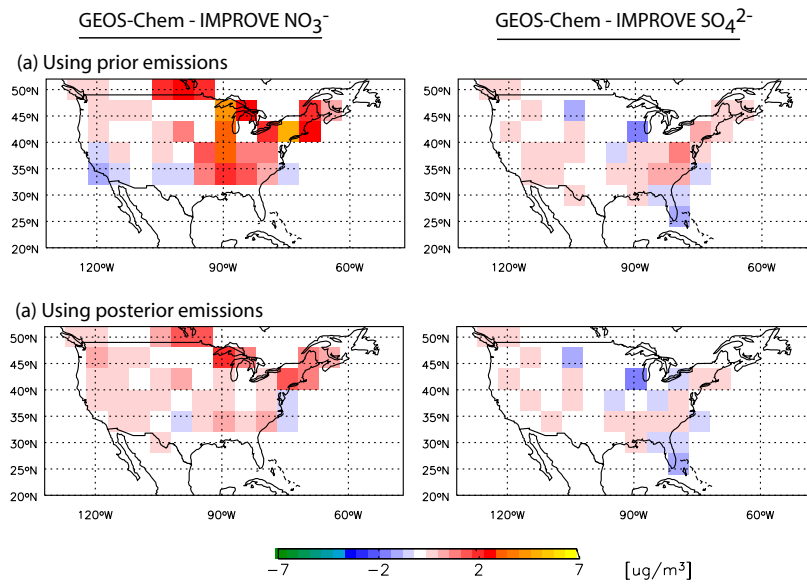 GEOS-Chem - IMPROVE NO₃⁻ GEOS-Chem - IMPROVE SO₄²⁻
(a) Using prior emissions
50ºN 50ºN
45ºN 45ºN
40ºN 40ºN
35ºN 35ºN
30ºN 30ºN
25ºN 25ºN
20ºN 20ºN
120ºW 90ºW 60ºW 120ºW 90ºW 60ºW
(a) Using posterior emissions
50ºN 50ºN
45ºN 45ºN
40ºN 40ºN
35ºN 35ºN
30ºN 30ºN
25ºN 25ºN
20ºN 20ºN
120ºW 90ºW 60ºW 120ºW 90ºW 60ºW
−7 −2 2 7 [ug/m³]